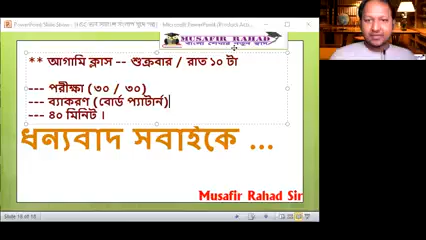 MUSAFIR RAHAD
** আগামি ক্লাস -- শুক্রবার / রাত ১০ টা
--- পরীক্ষা (৩০ / ৩০)
--- ব্যাকরণ (বোর্ড প্যাটার্ন)
--- ৪০ মিনিট ।
ধন্যবাদ সবাইকে ...
Musafir Rahad Sir